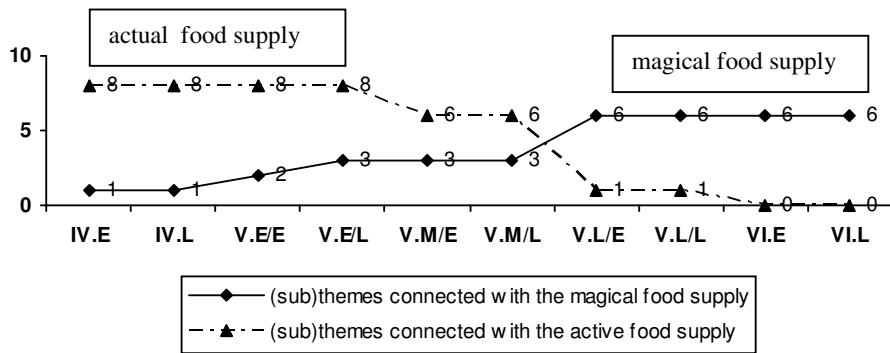 actual food supply
magical food supply
10
5
0
8 8 8 8 6 6 1 1 0 0
1 1 2 3 3 3 6 6 6 6
IV.E IV.L V.E/E V.E/L V.M/E V.M/L V.L/E V.L/L VI.E VI.L
(sub)themes connected with the magical food supply
(sub)themes connected with the active food supply